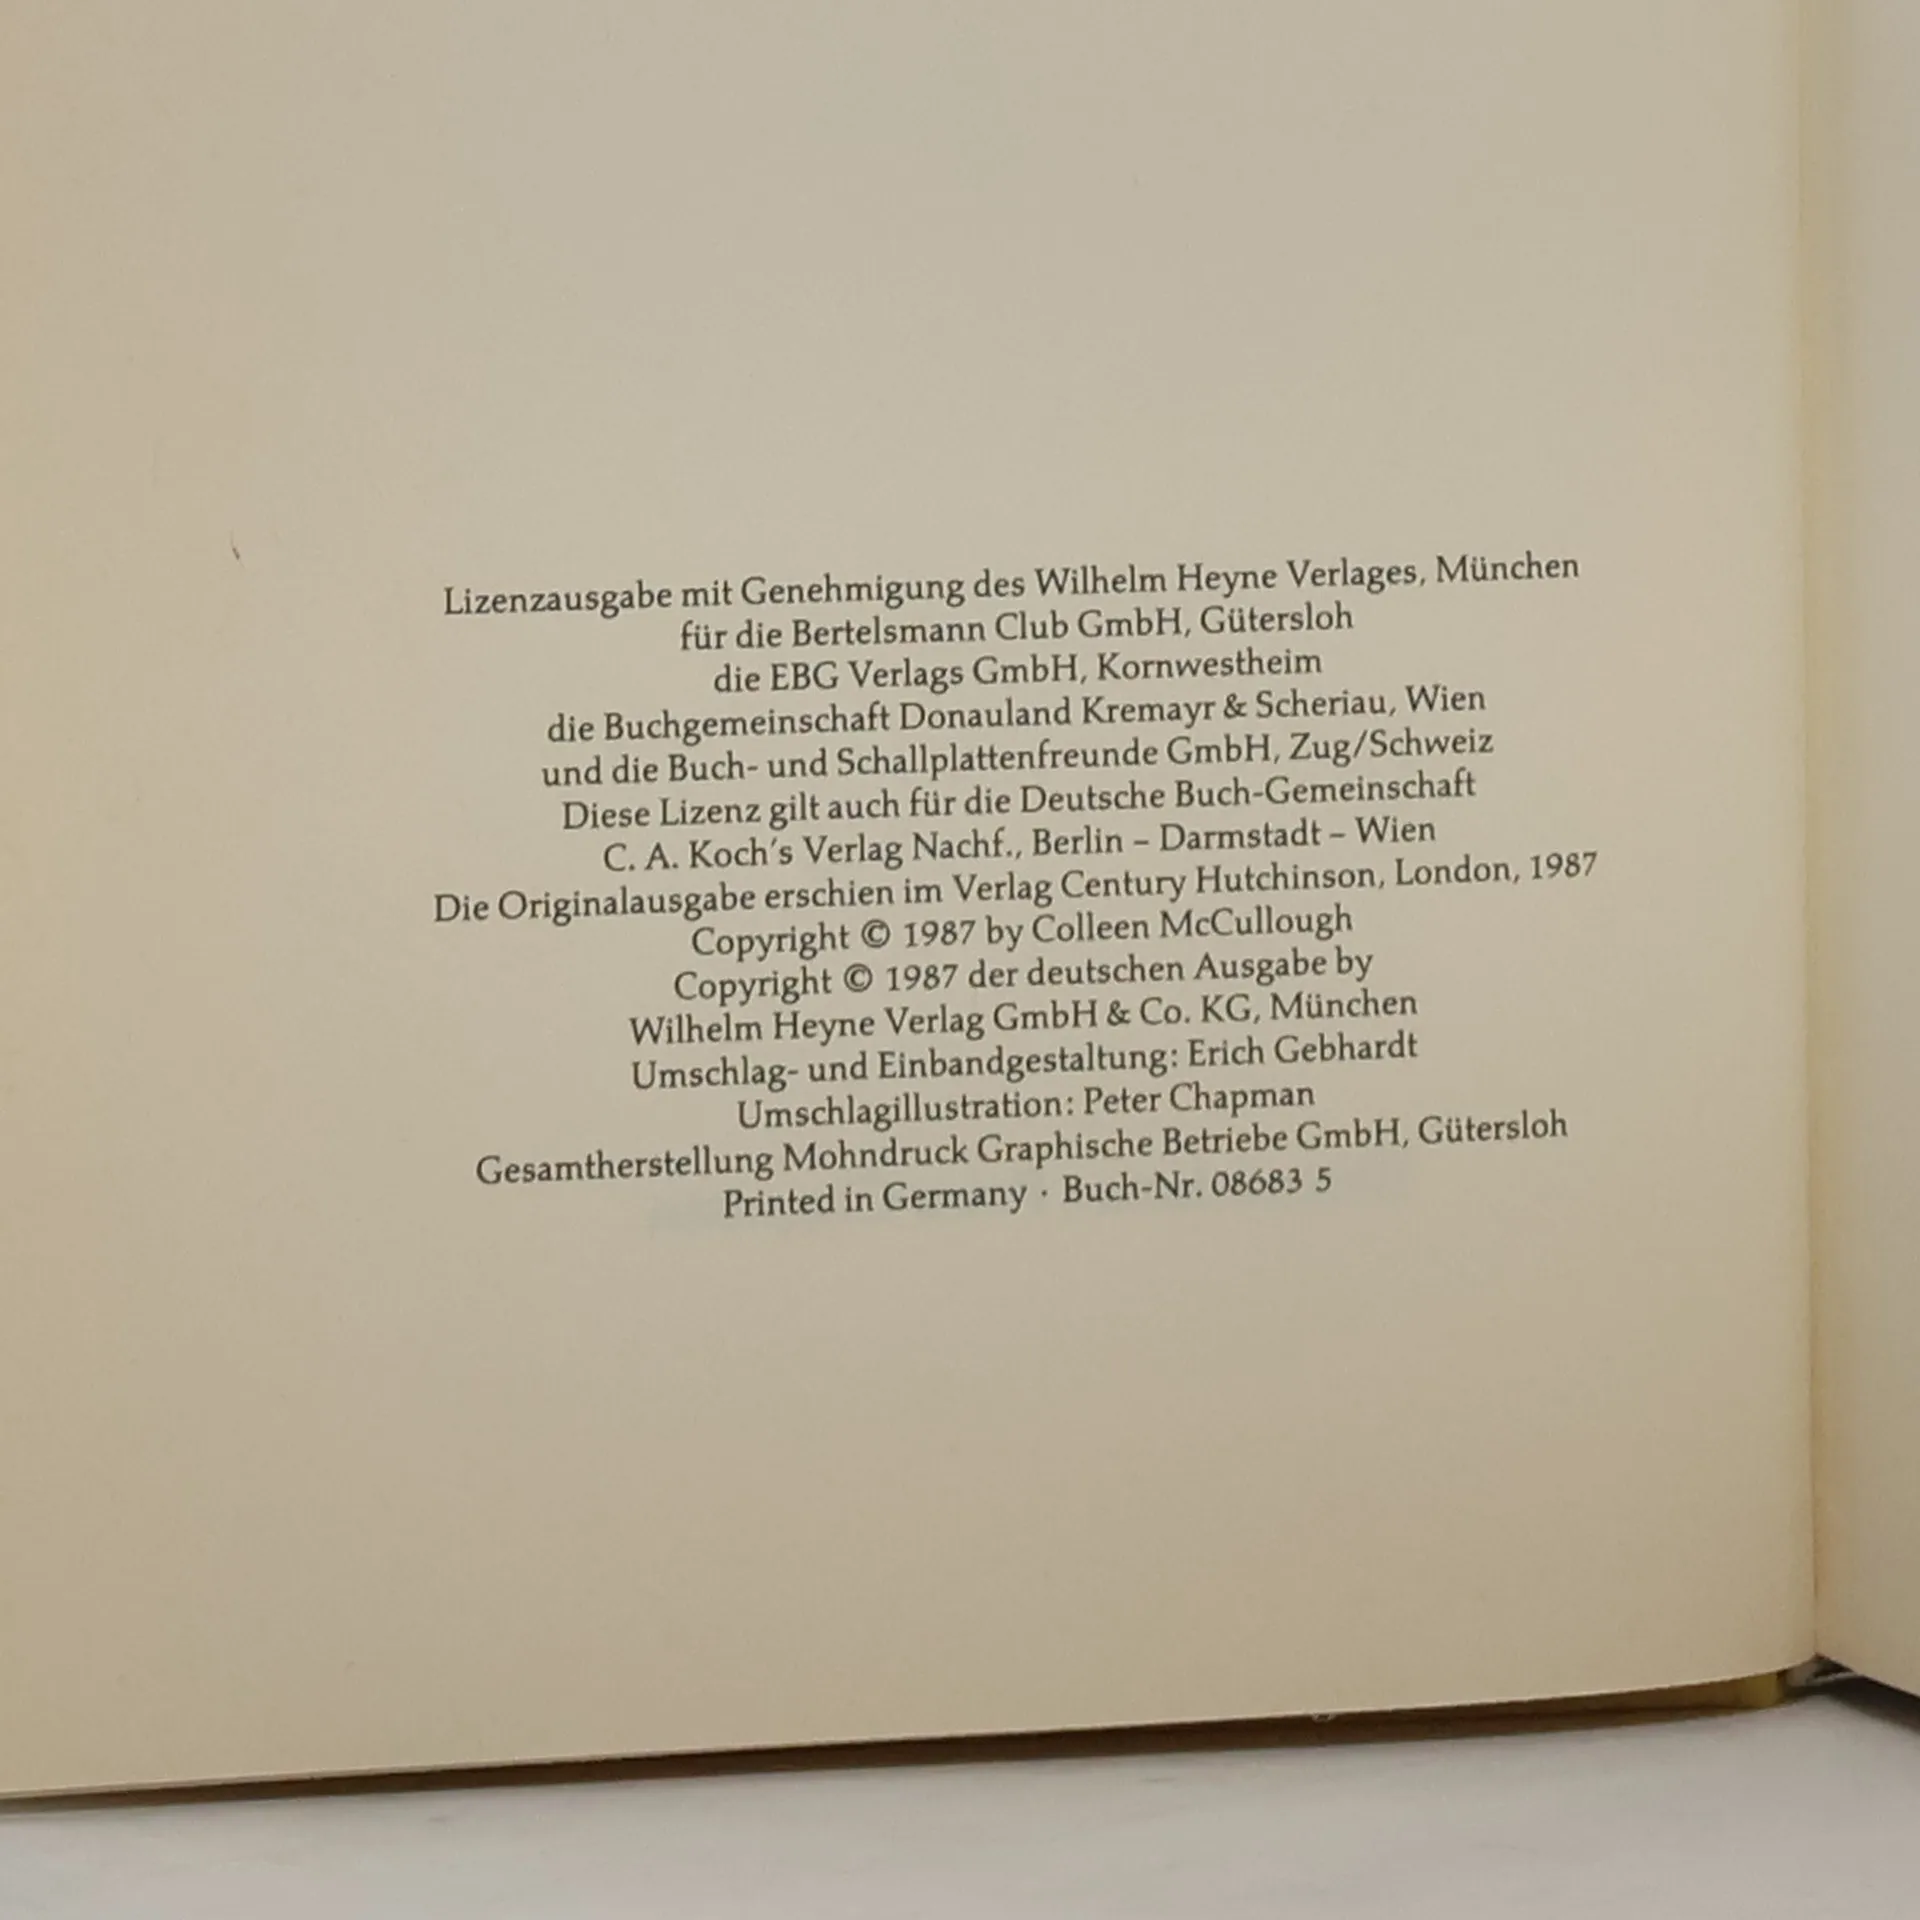 Lizenzausgabe mit Genehmigung des Wilhelm Heyne Verlages, München
für die Bertelsmann Club GmbH, Gütersloh
die EBG Verlags GmbH, Kornwestheim
die Buchgemeinschaft Donauland Kremayr & Scheriau, Wien
und die Buch- und Schallplattenfreunde GmbH, Zug/Schweiz
Diese Lizenz gilt auch für die Deutsche Buch-Gemeinschaft
C. A. Koch's Verlag Nachf., Berlin – Darmstadt – Wien
Die Originalausgabe erschien im Verlag Century Hutchinson, London, 1987
Copyright © 1987 by Colleen McCullough
Copyright © 1987 der deutschen Ausgabe by
Wilhelm Heyne Verlag GmbH & Co. KG, München
Umschlag- und Einbandgestaltung: Erich Gebhardt
Umschlagillustration: Peter Chapman
Gesamtherstellung Mohndruck Graphische Betriebe GmbH, Gütersloh
Printed in Germany · Buch-Nr. 08683 5